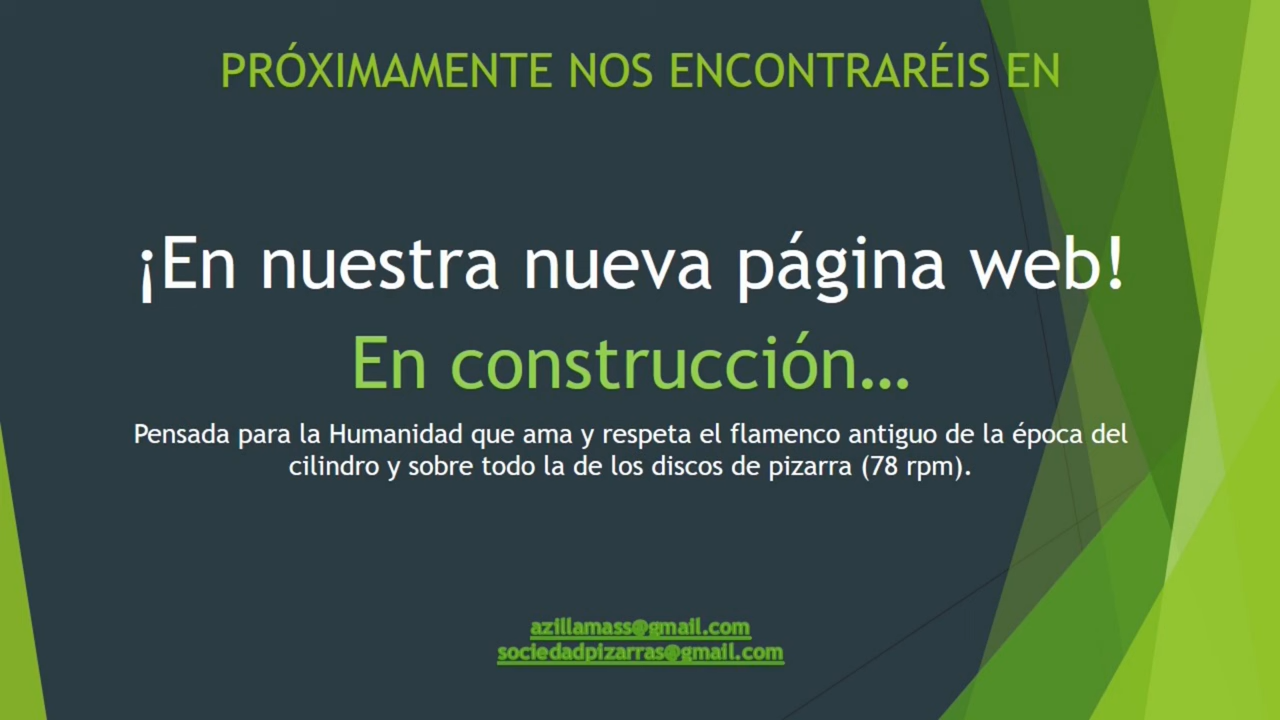 PRÓXIMAMENTE NOS ENCONTRARÉIS EN
¡En nuestra nueva página web!
En construcción…
Pensada para la Humanidad que ama y respeta el flamenco antiguo de la época del
cilindro y sobre todo la de los discos de pizarra (78 rpm).
azillamass@gmail.com
sociedadpizarras@gmail.com